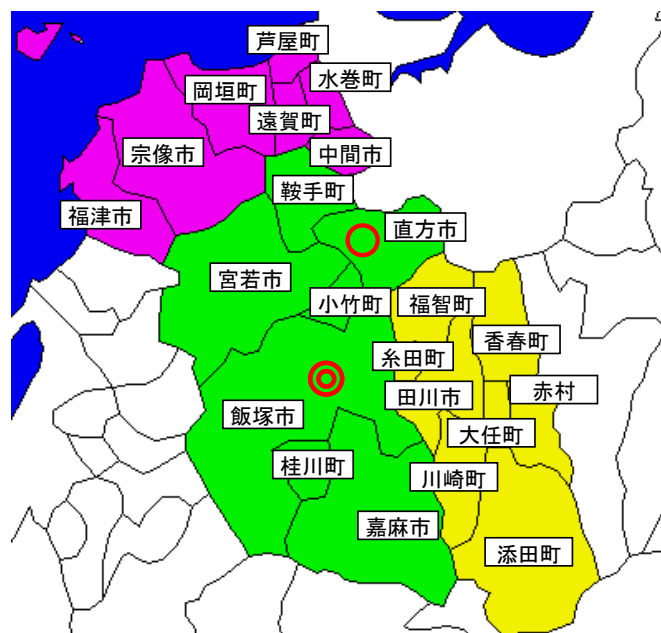 芦屋町
水巻町
岡垣町
遠賀町
宗像市
中間市
鞍手町
福津市
直方市
宮若市
小竹町
福智町
香春町
糸田町
赤村
田川市
飯塚市
大任町
桂川町
川崎町
嘉麻市
添田町